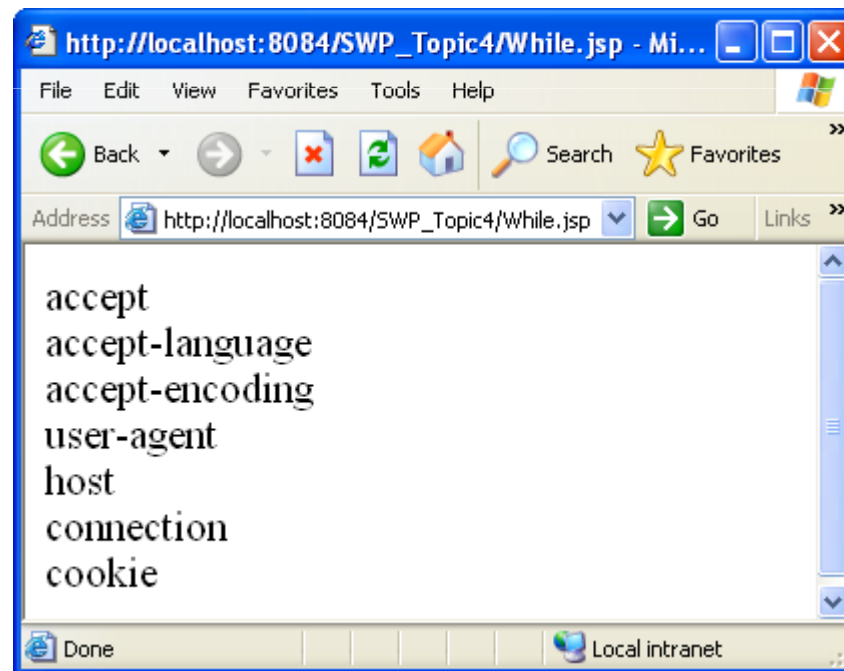 http://localhost:8084/SWP_Topic4/While.jsp - Mi...
File Edit View Favorites Tools Help
Back Search Favorites »
Address http://localhost:8084/SWP_Topic4/While.jsp Go Links »
accept
accept-language
accept-encoding
user-agent
host
connection
cookie
Done Local intranet